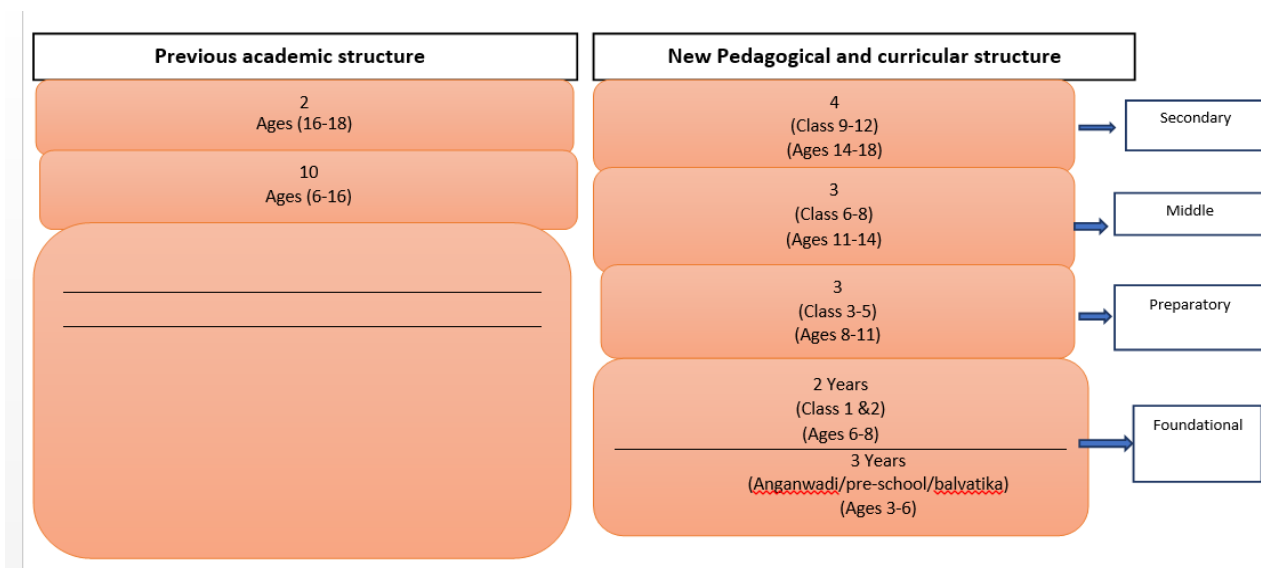 Previous academic structure
2
Ages (16-18)
10
Ages (6-16)
New Pedagogical and curricular structure
4
(Class 9-12)
(Ages 14-18)
Secondary
3
(Class 6-8)
(Ages 11-14)
Middle
3
(Class 3-5)
(Ages 8-11)
Preparatory
2 Years
(Class 1 &2)
(Ages 6-8)
3 Years
(Anganwadi/pre-school/balvatika)
(Ages 3-6)
Foundational